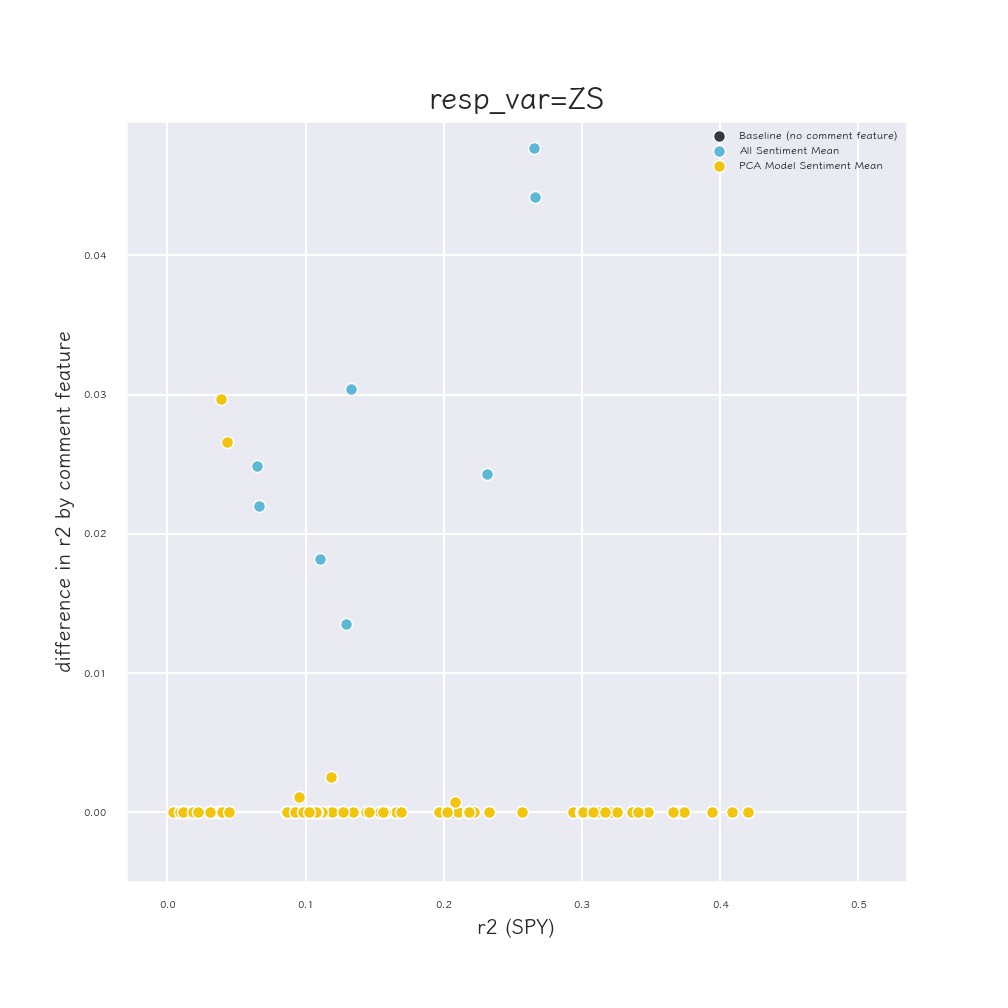 resp_var=ZS
Baseline (no comment feature)
All Sentiment Mean
PCA Model Sentiment Mean
difference in r2 by comment feature
0.04
0.03
0.02
0.01
0.00
0.0 0.1 0.2 0.3 0.4 0.5
r2 (SPY)